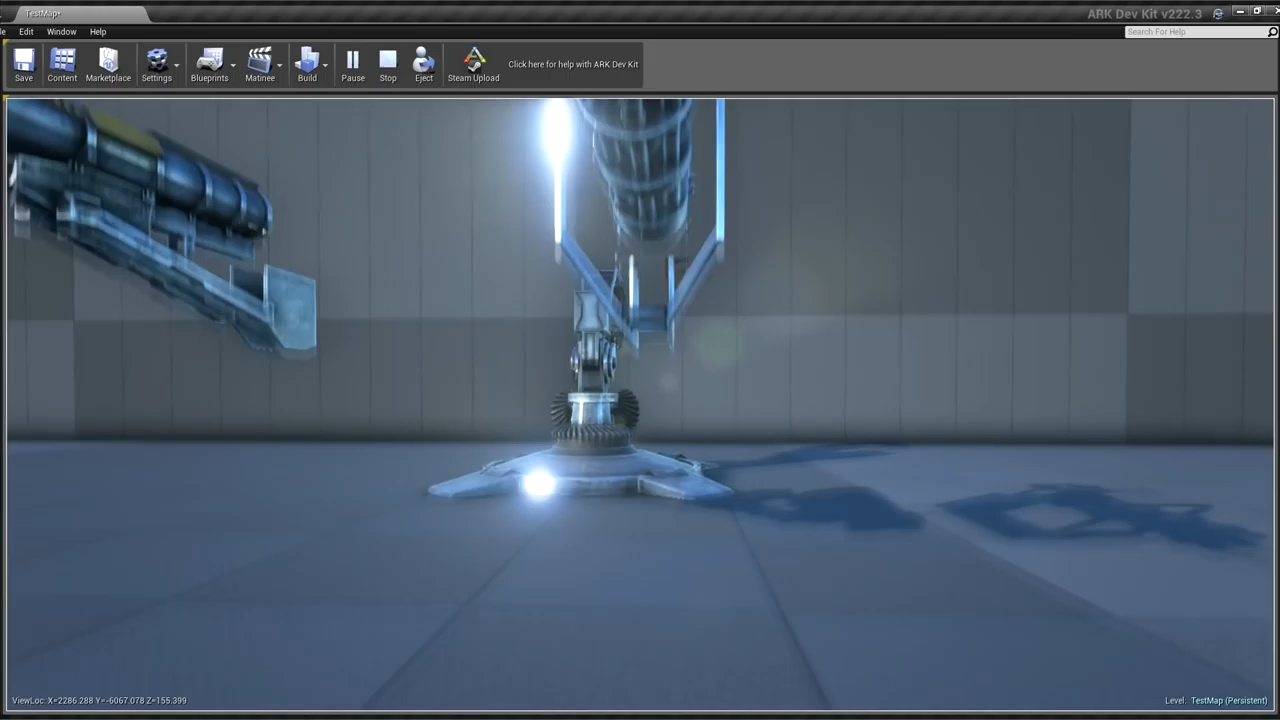 TestMap*
ARK Dev Kit v222.3
Edit Window Help
Search For Help
Save Content Marketplace Settings Blueprints Matinee Build Pause Stop Eject Steam Upload Click here for help with ARK Dev Kit
ViewLoc: X=2286.288 Y=-6067.078 Z=155.399
Level: TestMap (Persistent)